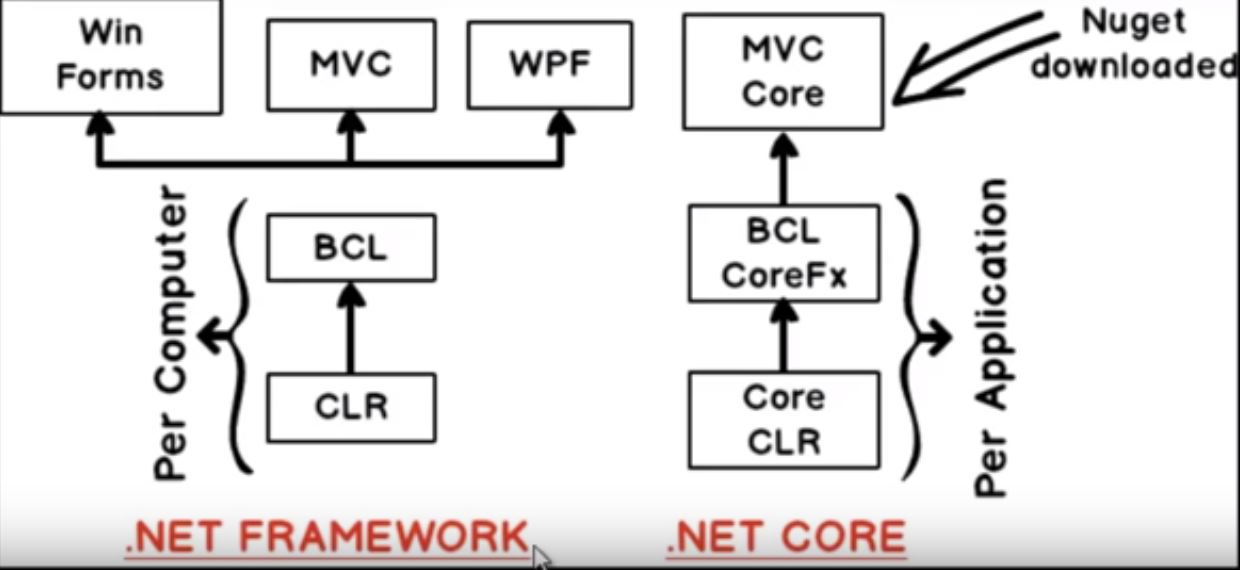 Win
Forms
MVC
WPF
MVC
Core
Nuget
downloaded
Per Computer
BCL
CLR
BCL
CoreFx
Core
CLR
Per Application
.NET FRAMEWORK
.NET CORE